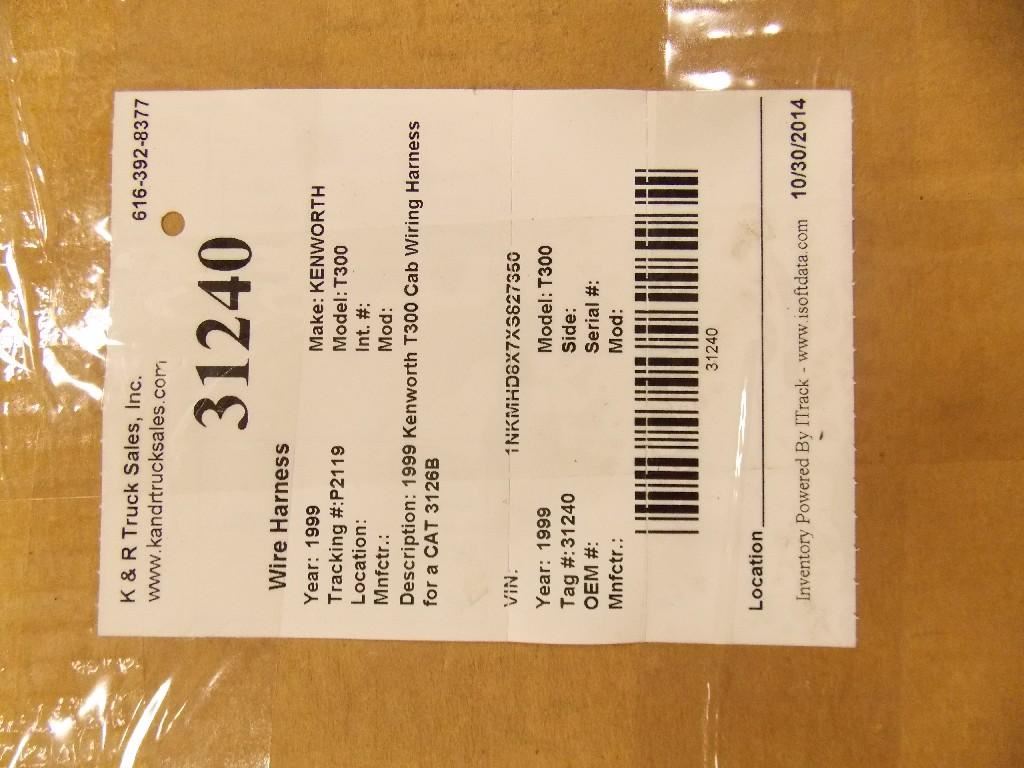 K & R Truck Sales, Inc. 616-392-8377
www.kandrtrucksales.com
31240
Wire Harness
Year: 1999 Make: KENWORTH
Tracking #:P2119 Model: T300
Location: Int. #:
Mnfctr.: Mod:
Description: 1999 Kenworth T300 Cab Wiring Harness
for a CAT 3126B
VIN:
Year: 1999 Model: T300
Tag #:31240 Side:
OEM #: Serial #:
Mnfctr.: Mod:
31240
Location
Inventory Powered By ITrack - www.isoftdata.com 10/30/2014